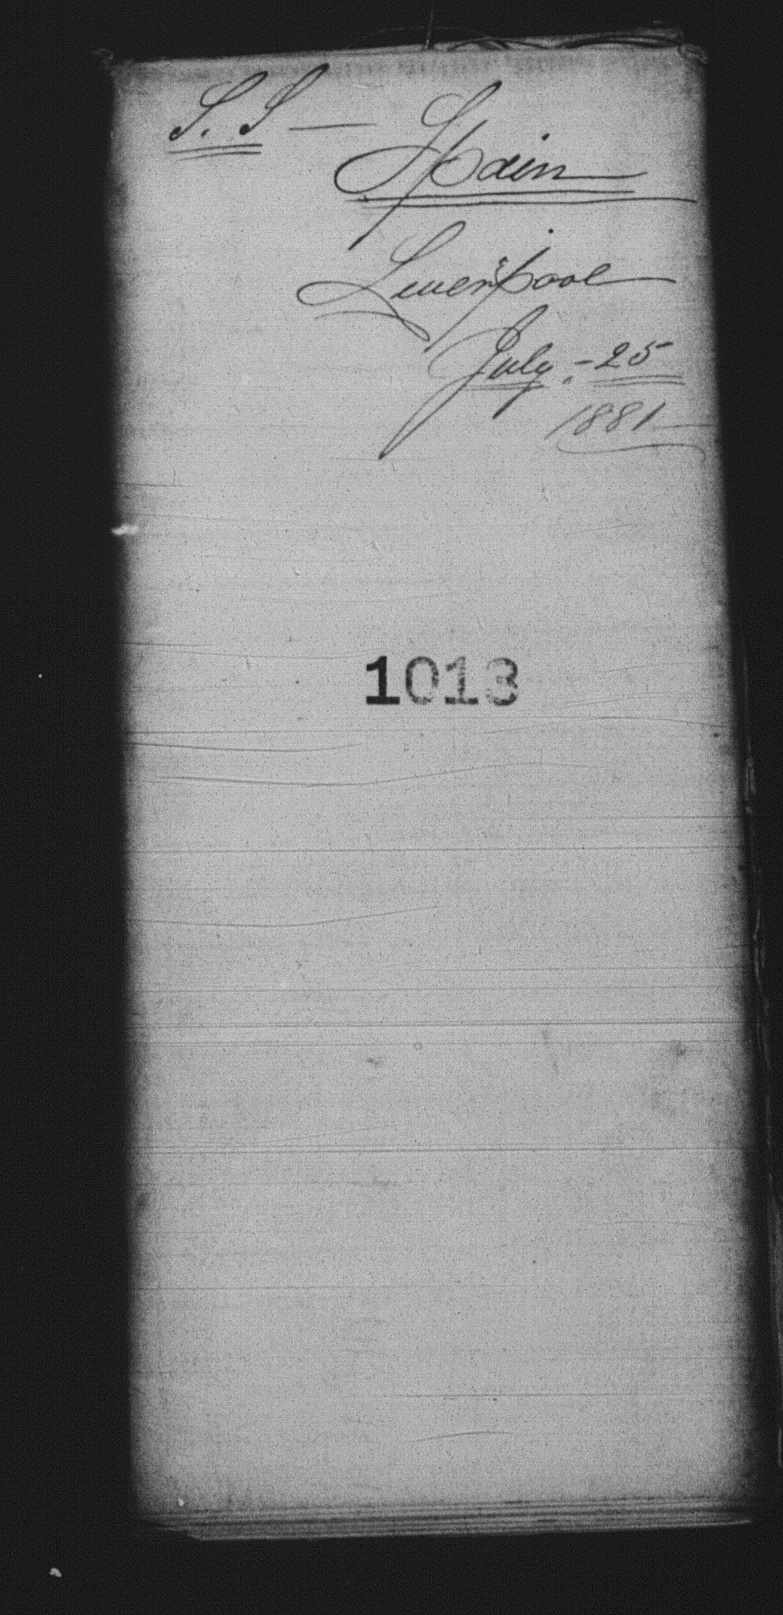 S. S — Spain
Liverpool
July - 25
1881
1013